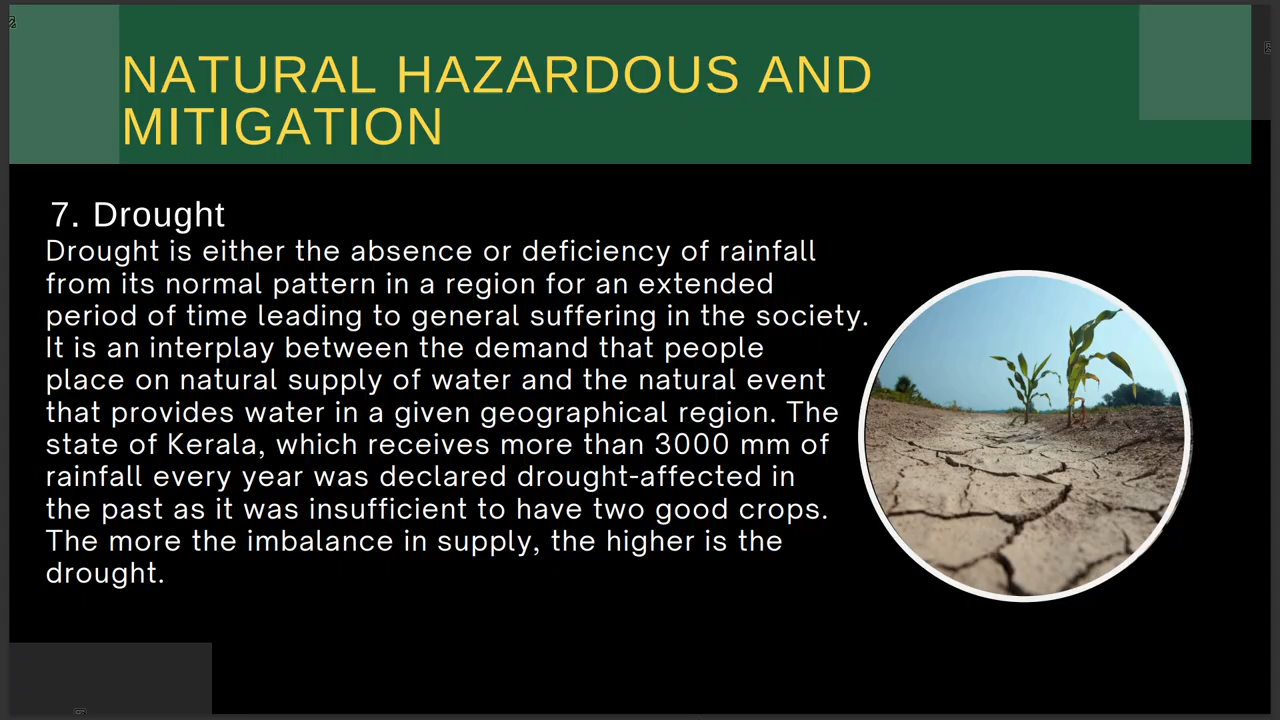 NATURAL HAZARDOUS AND
MITIGATION
7. Drought
Drought is either the absence or deficiency of rainfall
from its normal pattern in a region for an extended
period of time leading to general suffering in the society.
It is an interplay between the demand that people
place on natural supply of water and the natural event
that provides water in a given geographical region. The
state of Kerala, which receives more than 3000 mm of
rainfall every year was declared drought-affected in
the past as it was insufficient to have two good crops.
The more the imbalance in supply, the higher is the
drought.